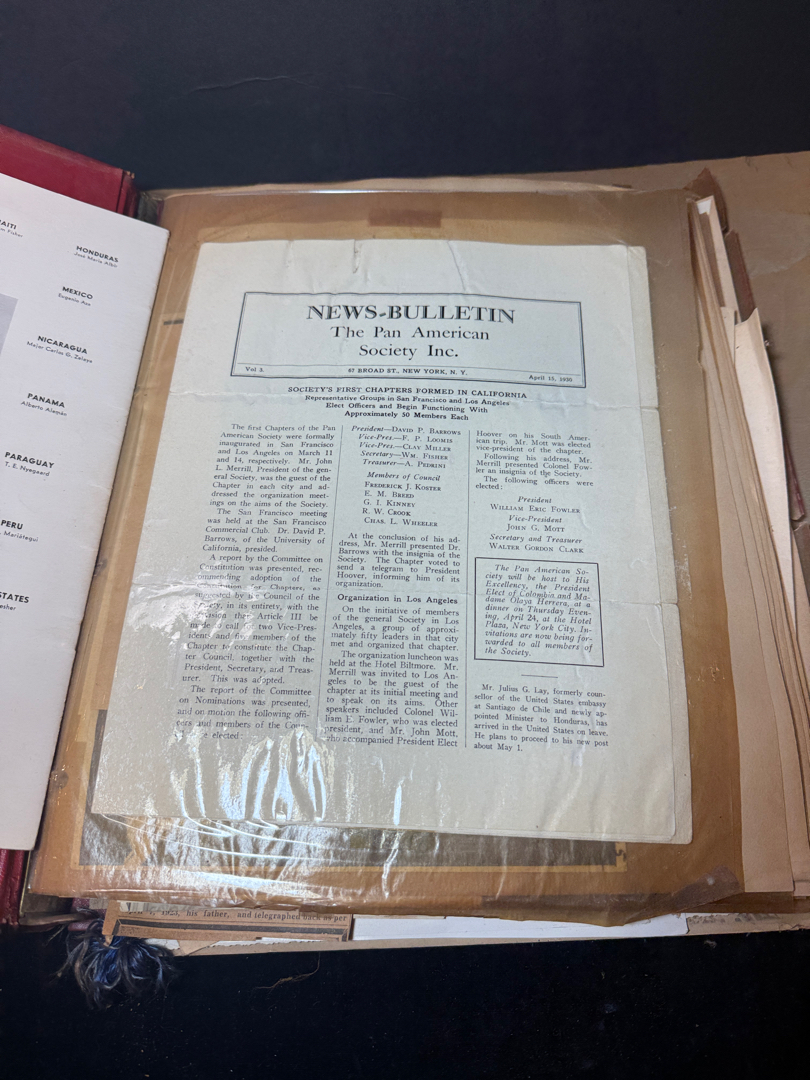 HONDURAS
MEXICO
NICARAGUA
Major Carlos G. Zelaya
PANAMA
Alberto Alemán
PARAGUAY
T. E. Nysgaard
PERU
STATES
NEWS-BULLETIN
The Pan American
Society Inc.
Vol 3. 67 BROAD ST., NEW YORK, N. Y. April 15, 1930
SOCIETY'S FIRST CHAPTERS FORMED IN CALIFORNIA
Representative Groups in San Francisco and Los Angeles
Elect Officers and Begin Functioning With
Approximately 50 Members Each
The first Chapters of the Pan
American Society were formally
inaugurated in San Francisco
and Los Angeles on March 11
and 14, respectively. Mr. John
L. Merrill, President of the gen-
eral Society, was the guest of the
Chapter in each city and ad-
dressed the organization meet-
ings on the aims of the Society.
The San Francisco meeting
was held at the San Francisco
Commercial Club. Dr. David P.
Barrows, of the University of
California, presided.
A report by the Committee on
Constitution was presented, rec-
ommending adoption of the
for Chapters, as
by the Council of the
in its entirety, with the
Article III be
call for two Vice-Pres-
idents and five members of the
Chapter to constitute the Chap-
ter Council, together with the
President, Secretary, and Treas-
urer. This was adopted.
The report of the Committee
on Nominations was presented,
and on motion the following offi-
cers and members of the Coun-
elected:
President—DAVID P. BARROWS
Vice-Pres.—F. P. LOOMIS
Vice-Pres.—CLAY MILLER
Secretary—WM. FISHER
Treasurer—A. PEDRINI
Members of Council
FREDERICK J. KOSTER
E. M. BREED
G. I. KINNEY
R. W. CROOK
CHAS. L. WHEELER
At the conclusion of his ad-
dress, Mr. Merrill presented Dr.
Barrows with the insignia of the
Society. The Chapter voted to
send a telegram to President
Hoover, informing him of its
organization.
Organization in Los Angeles
On the initiative of members
of the general Society in Los
Angeles, a group of approxi-
mately fifty leaders in that city
met and organized that chapter.
The organization luncheon was
held at the Hotel Biltmore. Mr.
Merrill was invited to Los An-
geles to be the guest of the
chapter at its initial meeting and
to speak on its aims. Other
speakers included Colonel Wil-
liam E. Fowler, who was elected
president, and Mr. John Mott,
who accompanied President Elect
Hoover on his South Amer-
ican trip. Mr. Mott was elected
vice-president of the chapter.
Following his address, Mr.
Merrill presented Colonel Fow-
ler an insignia of the Society.
The following officers were
elected:
President
WILLIAM ERIC FOWLER
Vice-President
JOHN G. MOTT
Secretary and Treasurer
WALTER GORDON CLARK
The Pan American So-
ciety will be host to His
Excellency, the President
Elect of Colombia and Ma-
dame Olaya Herrera, at a
dinner on Thursday Even-
ing, April 24, at the Hotel
Plaza, New York City. In-
vitations are now being for-
warded to all members of
the Society.
Mr. Julius G. Lay, formerly coun-
sellor of the United States embassy
at Santiago de Chile and newly ap-
pointed Minister to Honduras, has
arrived in the United States on leave.
He plans to proceed to his new post
about May 1.
his father, and telegraphed back as per